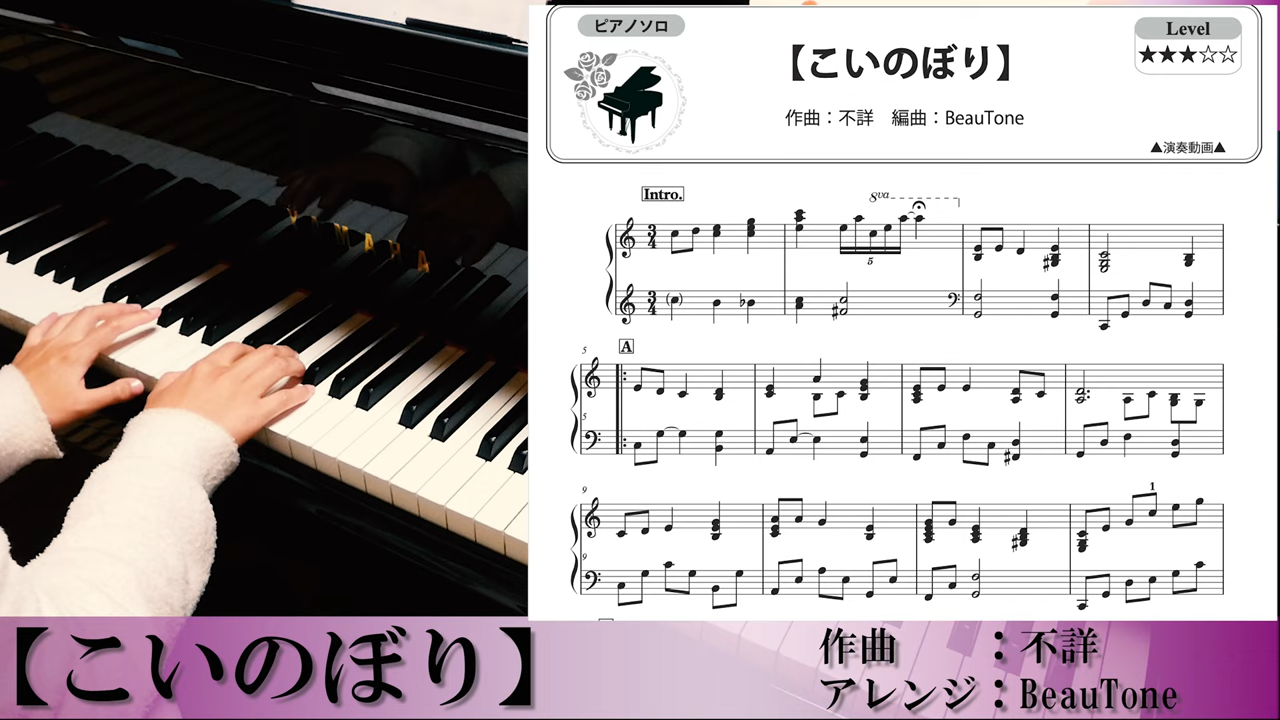 ピアノソロ
【こいのぼり】
作曲：不詳　編曲：BeauTone
Level
★★★☆☆
▲演奏動画▲
YAMAHA
Intro.
8va
3
4
3
4
5
5
A
5
9
1
9
【こいのぼり】
作曲　　：不詳
アレンジ：BeauTone